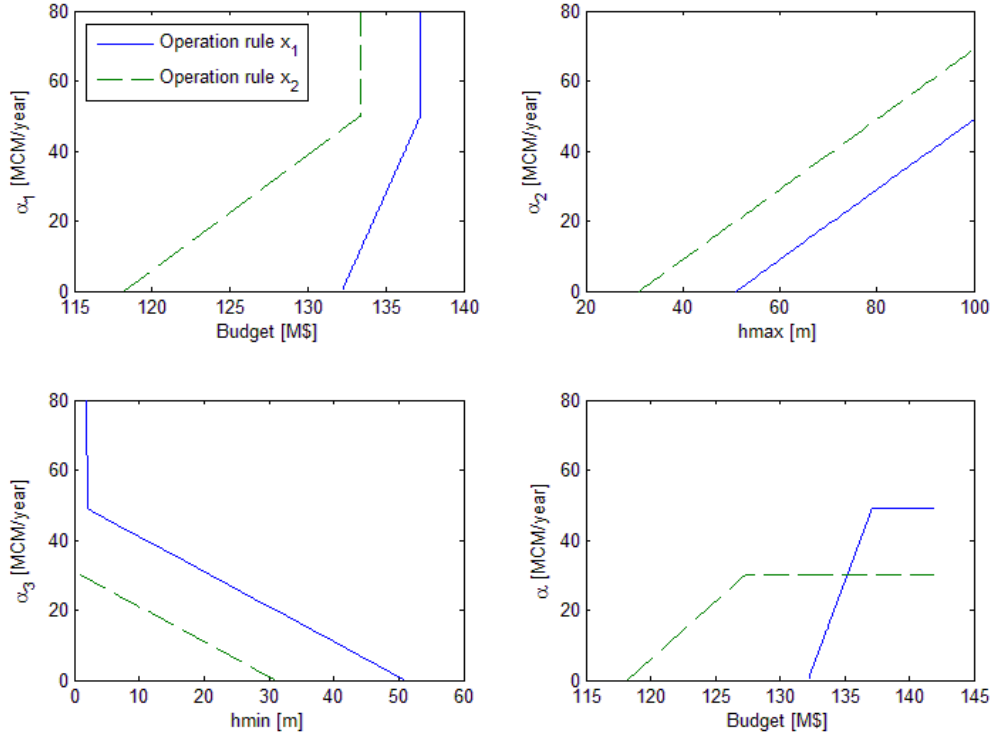 80
60
40
20
0
α1 [MCM/year]
Operation rule x1
Operation rule x2
115 120 125 130 135 140
Budget [M$]
80
60
40
20
0
α2 [MCM/year]
20 40 60 80 100
hmax [m]
80
60
40
20
0
α3 [MCM/year]
0 10 20 30 40 50 60
hmin [m]
80
60
40
20
0
α [MCM/year]
115 120 125 130 135 140 145
Budget [M$]